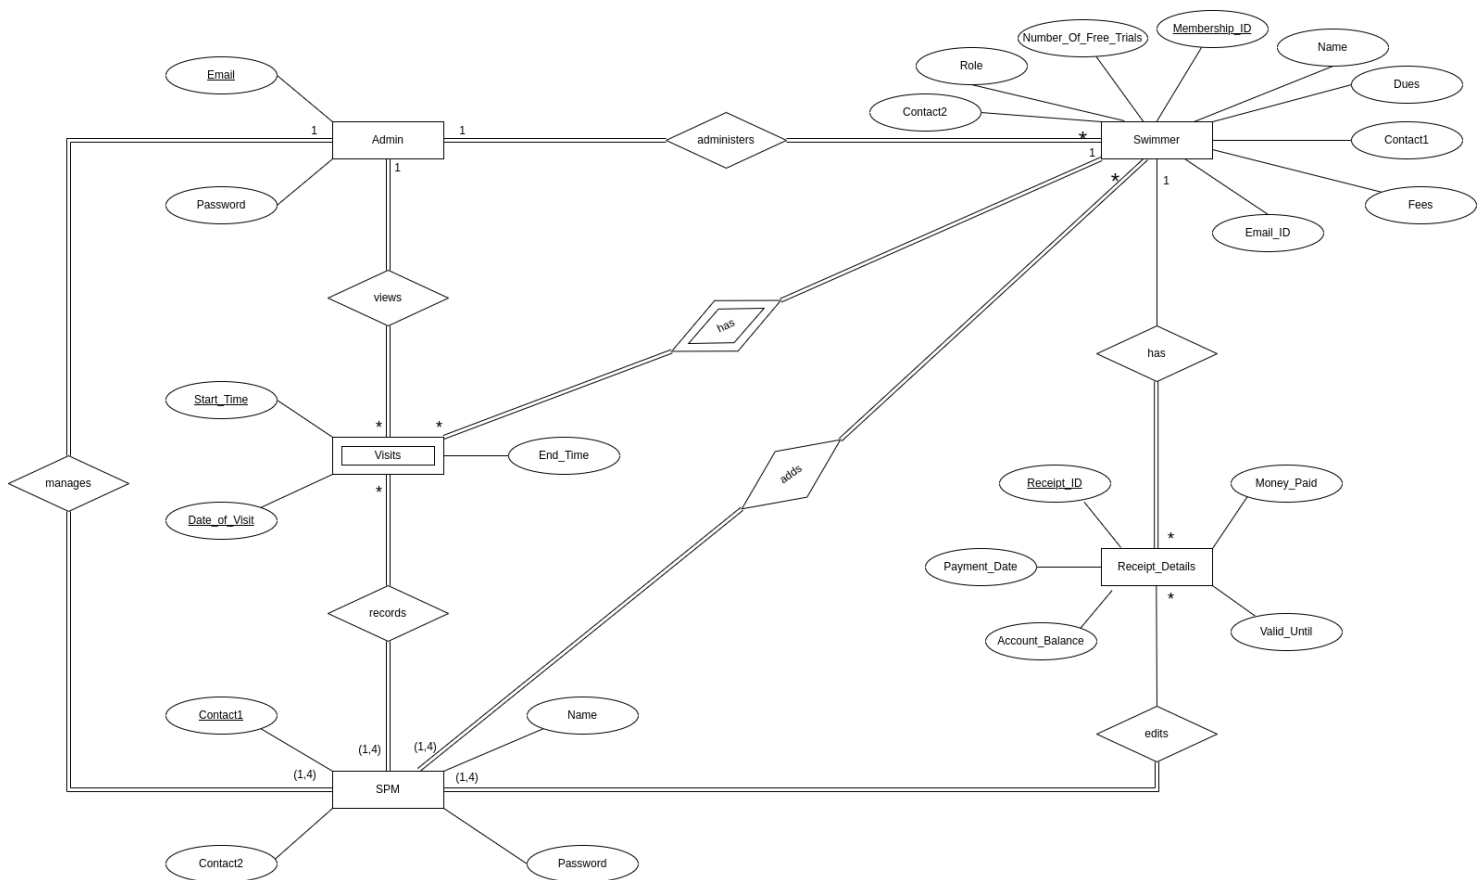 Membership_ID
Number_Of_Free_Trials
Name
Role
Email
Dues
Contact2
1
Admin
1
administers
*
Swimmer
Contact1
1
1
*
1
Password
Fees
Email_ID
views
has
has
Start_Time
*
*
Visits
End_Time
adds
manages
*
Receipt_ID
Money_Paid
Date_of_Visit
*
Payment_Date
Receipt_Details
*
records
Account_Balance
Valid_Until
Contact1
Name
edits
(1,4)
(1,4)
(1,4)
(1,4)
SPM
Contact2
Password